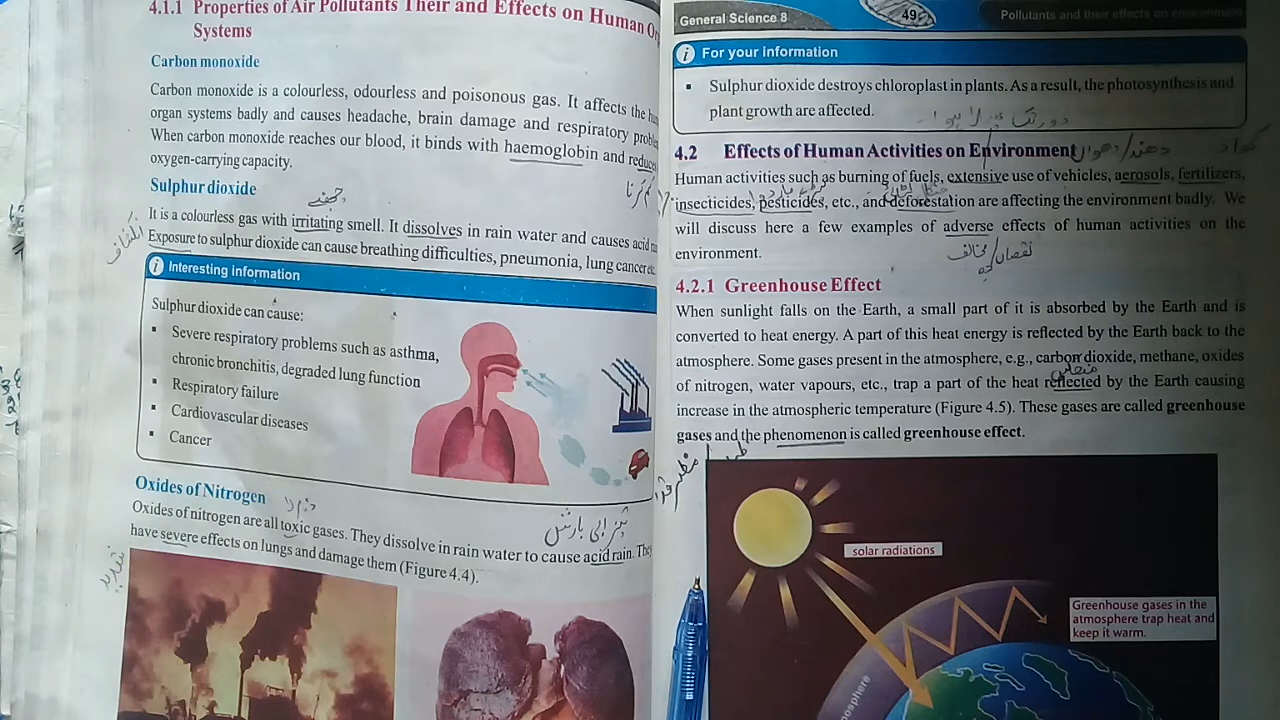 4.1.1 Properties of Air Pollutants Their and Effects on Human
Systems
Carbon monoxide
Carbon monoxide is a colourless, odourless and poisonous gas. It affects the
organ systems badly and causes headache, brain damage and respiratory
When carbon monoxide reaches our blood, it binds with haemoglobin and
oxygen-carrying capacity.
Sulphur dioxide
It is a colourless gas with irritating smell. It dissolves in rain water and causes acid
Exposure to sulphur dioxide can cause breathing difficulties, pneumonia, lung cancer
i Interesting information
Sulphur dioxide can cause:
▪ Severe respiratory problems such as asthma,
chronic bronchitis, degraded lung function
▪ Respiratory failure
▪ Cardiovascular diseases
▪ Cancer
Oxides of Nitrogen
Oxides of nitrogen are all toxic gases. They dissolve in rain water to cause acid rain. They
have severe effects on lungs and damage them (Figure 4.4).
تیزابی بارش
General Science 8
49
Pollutants and their effects on environment
i For your information
▪ Sulphur dioxide destroys chloroplast in plants. As a result, the photosynthesis and
plant growth are affected.
4.2 Effects of Human Activities on Environment
دھند/دھواں
Human activities such as burning of fuels, extensive use of vehicles, aerosols, fertilizers,
insecticides, pesticides, etc., and deforestation are affecting the environment badly. We
will discuss here a few examples of adverse effects of human activities on the
environment.
نقصان/مخالف
4.2.1 Greenhouse Effect
When sunlight falls on the Earth, a small part of it is absorbed by the Earth and is
converted to heat energy. A part of this heat energy is reflected by the Earth back to the
atmosphere. Some gases present in the atmosphere, e.g., carbon dioxide, methane, oxides
of nitrogen, water vapours, etc., trap a part of the heat reflected by the Earth causing
increase in the atmospheric temperature (Figure 4.5). These gases are called greenhouse
gases and the phenomenon is called greenhouse effect.
solar radiations
Greenhouse gases in the
atmosphere trap heat and
keep it warm.